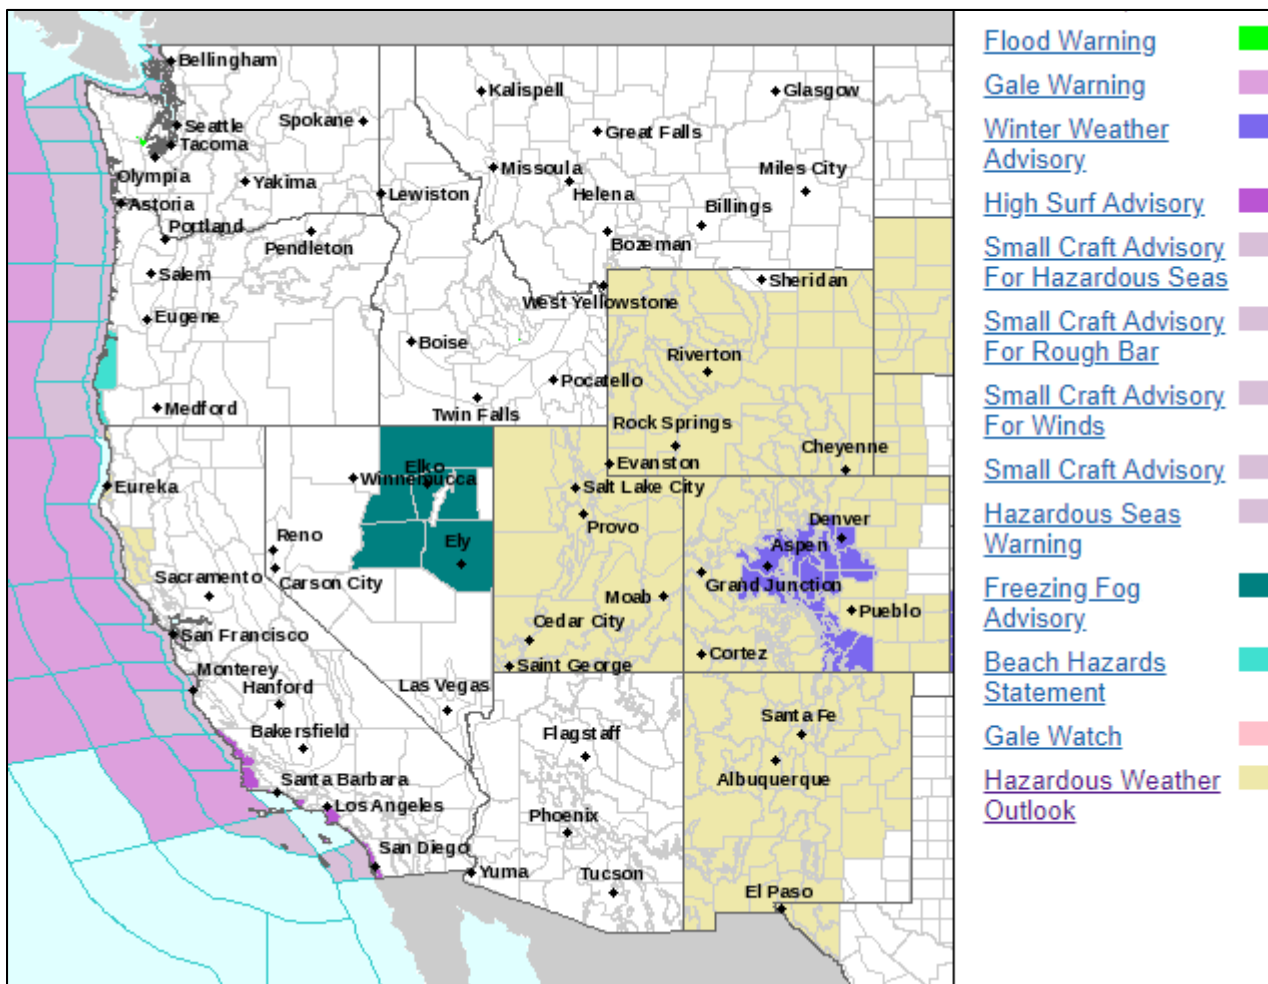 Bellingham
Kalispell
Glasgow
Seattle
Spokane
Great Falls
Tacoma
Missoula
Miles City
Olympia
Yakima
Lewiston
Helena
Astoria
Billings
Portland
Pendleton
Bozeman
Salem
Sheridan
West Yellowstone
Eugene
Boise
Riverton
Pocatello
Medford
Twin Falls
Rock Springs
Cheyenne
Elko
Evanston
Winnemucca
Eureka
Salt Lake City
Provo
Denver
Reno
Ely
Aspen
Sacramento
Carson City
Grand Junction
Moab
Pueblo
Cedar City
San Francisco
Cortez
Saint George
Monterey
Hanford
Las Vegas
Santa Fe
Bakersfield
Flagstaff
Albuquerque
Santa Barbara
Los Angeles
Phoenix
San Diego
Yuma
Tucson
El Paso
Flood Warning
Gale Warning
Winter Weather
Advisory
High Surf Advisory
Small Craft Advisory
For Hazardous Seas
Small Craft Advisory
For Rough Bar
Small Craft Advisory
For Winds
Small Craft Advisory
Hazardous Seas
Warning
Freezing Fog
Advisory
Beach Hazards
Statement
Gale Watch
Hazardous Weather
Outlook